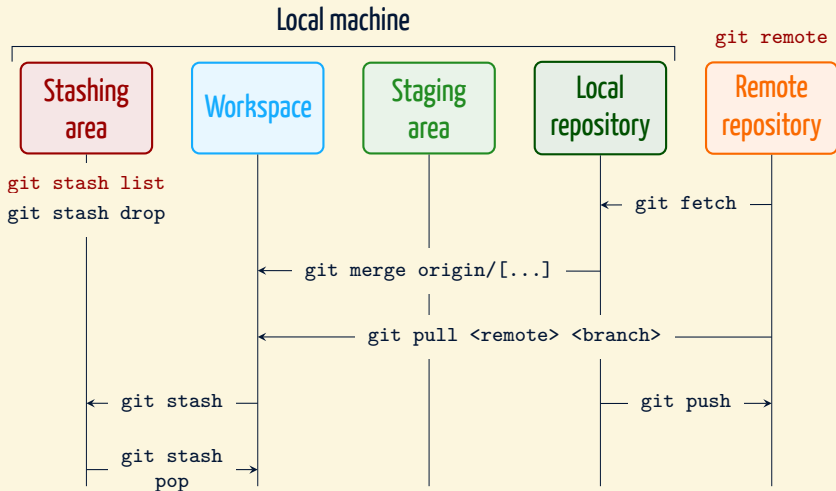 Local machine
git remote
Stashing
area
Workspace
Staging
area
Local
repository
Remote
repository
git stash list
git stash drop
git fetch
git merge origin/[...]
git pull <remote> <branch>
git stash
git push
git stash
pop